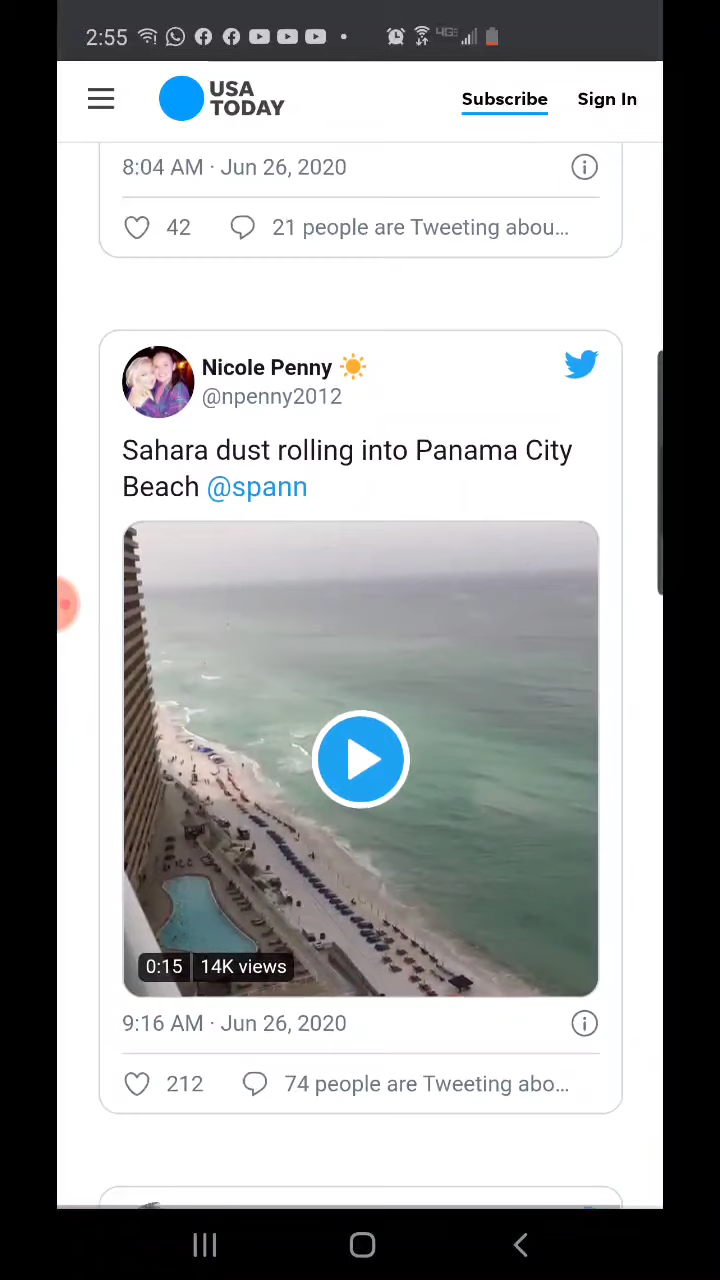 2:55
4GE
USA
TODAY
Subscribe
Sign In
8:04 AM · Jun 26, 2020
42
21 people are Tweeting abou...
Nicole Penny
@npenny2012
Sahara dust rolling into Panama City
Beach @spann
0:15
14K views
9:16 AM · Jun 26, 2020
212
74 people are Tweeting abo...